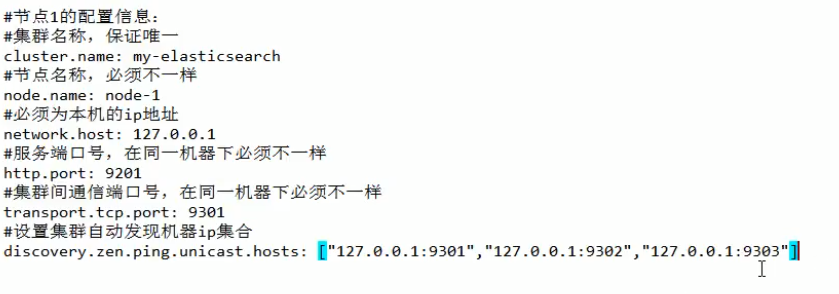 #节点1的配置信息：
#集群名称，保证唯一
cluster.name: my-elasticsearch
#节点名称，必须不一样
node.name: node-1
#必须为本机的ip地址
network.host: 127.0.0.1
#服务端口号，在同一机器下必须不一样
http.port: 9201
#集群间通信端口号，在同一机器下必须不一样
transport.tcp.port: 9301
#设置集群自动发现机器ip集合
discovery.zen.ping.unicast.hosts: ["127.0.0.1:9301","127.0.0.1:9302","127.0.0.1:9303"]